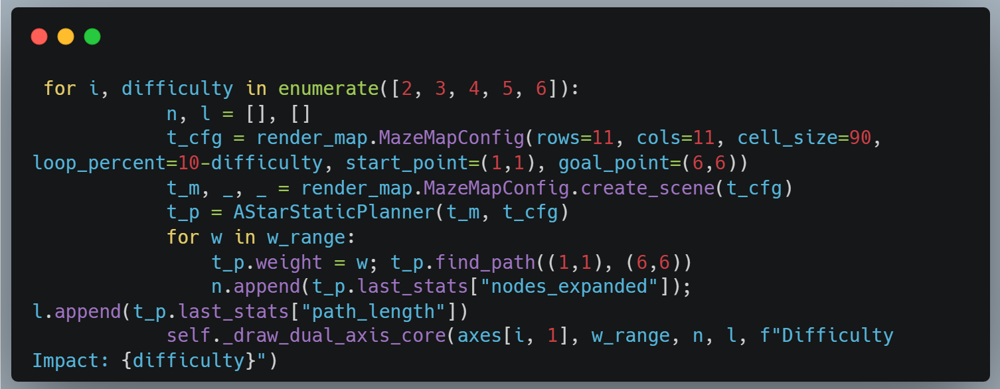 for i, difficulty in enumerate([2, 3, 4, 5, 6]):
n, l = [], []
t_cfg = render_map.MazeMapConfig(rows=11, cols=11, cell_size=90,
loop_percent=10-difficulty, start_point=(1,1), goal_point=(6,6))
t_m, _, _ = render_map.MazeMapConfig.create_scene(t_cfg)
t_p = AStarStaticPlanner(t_m, t_cfg)
for w in w_range:
t_p.weight = w; t_p.find_path((1,1), (6,6))
n.append(t_p.last_stats["nodes_expanded"]);
l.append(t_p.last_stats["path_length"])
self._draw_dual_axis_core(axes[i, 1], w_range, n, l, f"Difficulty
Impact: {difficulty}")